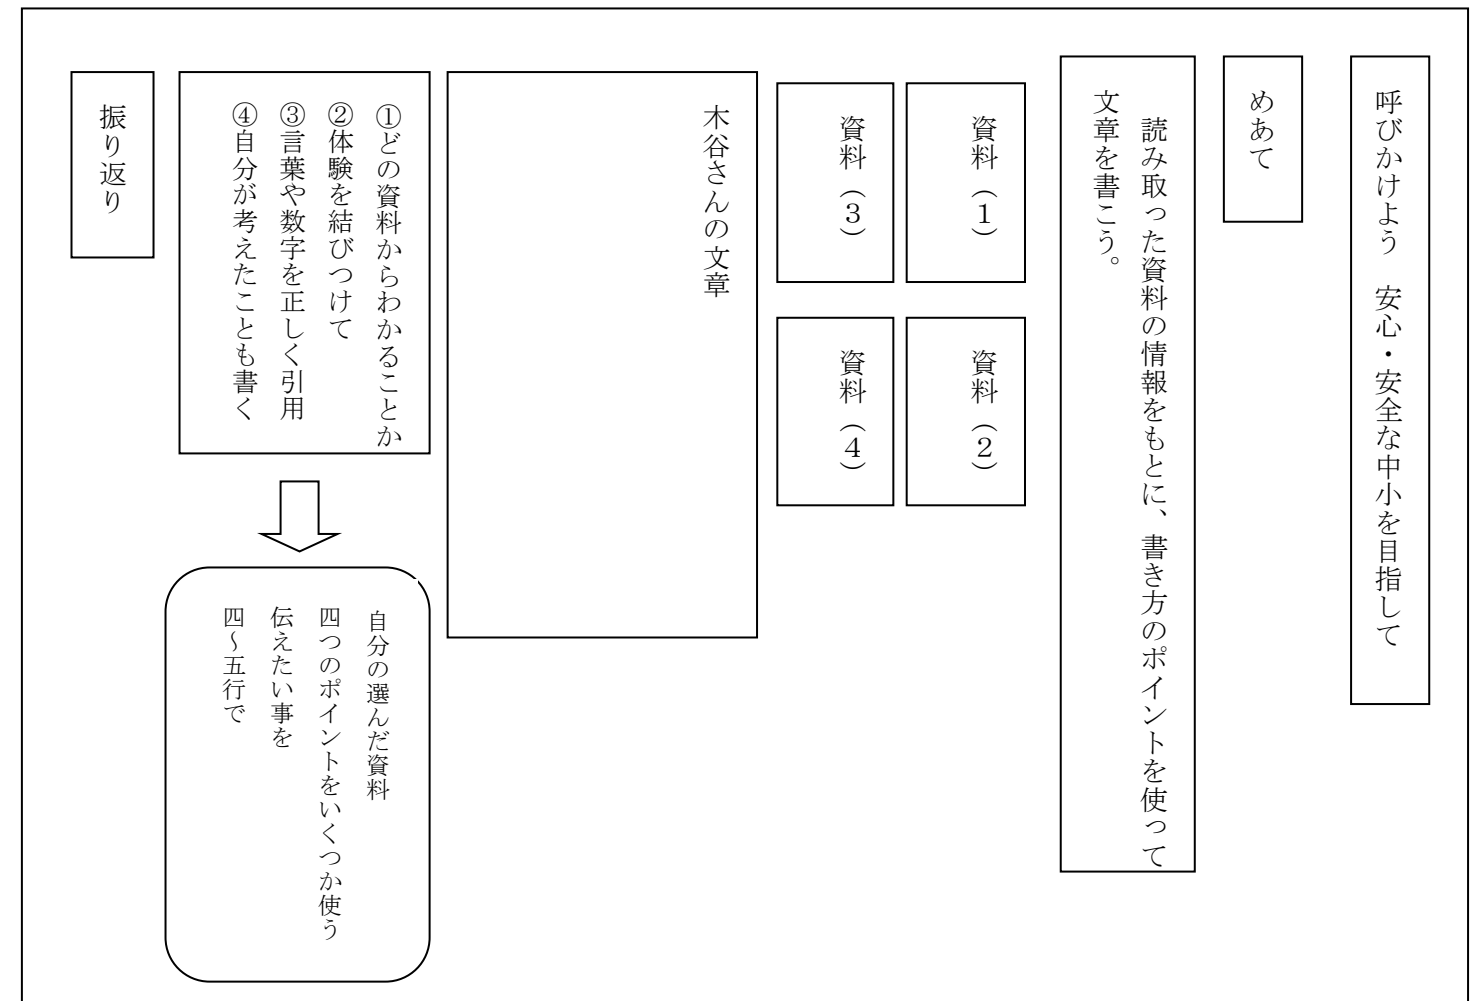 呼びかけよう　安心・安全な中小を目指して
めあて
読み取った資料の情報をもとに、書き方のポイントを使って
文章を書こう。
資料（１）
資料（２）
資料（３）
資料（４）
木谷さんの文章
①どの資料からわかることか
②体験を結びつけて
③言葉や数字を正しく引用
④自分が考えたことも書く
自分の選んだ資料
四つのポイントをいくつか使う
伝えたい事を
四～五行で
振り返り